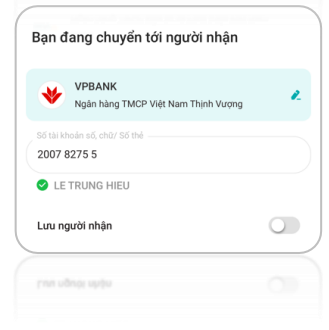 Bạn đang chuyển tới người nhận
VPBANK
Ngân hàng TMCP Việt Nam Thịnh Vượng
Số tài khoản số, chữ/ Số thẻ
2007 8275 5
LE TRUNG HIEU
Lưu người nhận